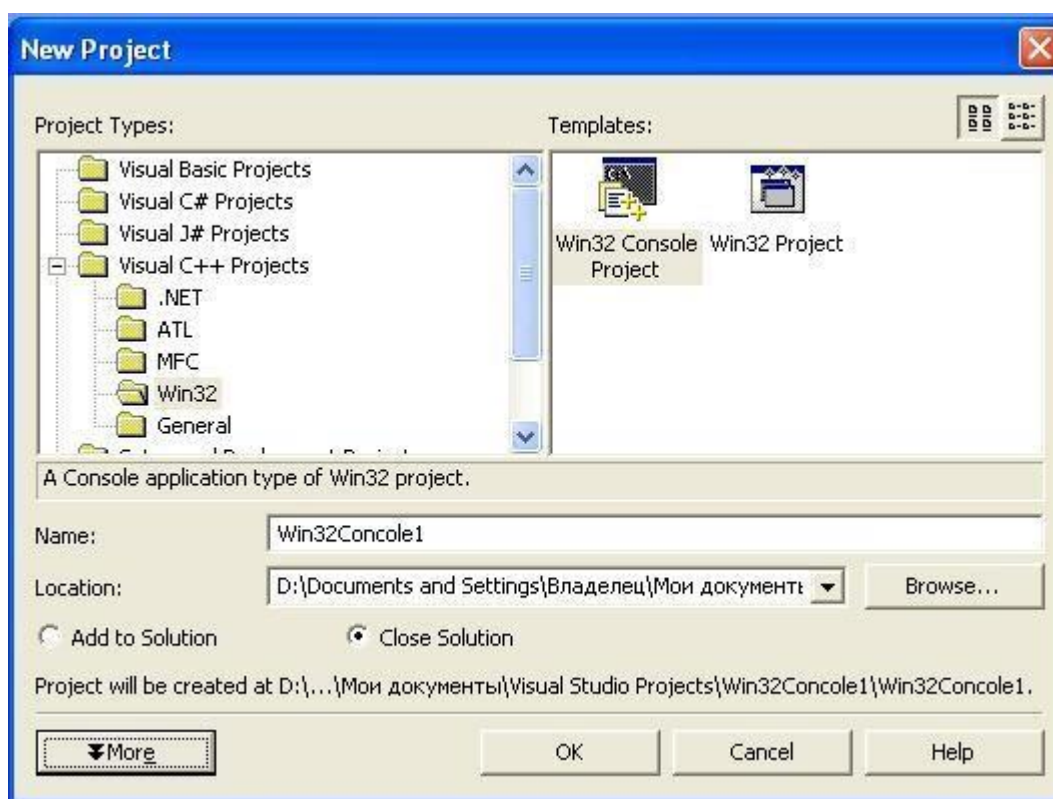 New Project
Project Types:
Templates:
Visual Basic Projects
Visual C# Projects
Visual J# Projects
Visual C++ Projects
.NET
ATL
MFC
Win32
General
Win32 Console
Project
Win32 Project
A Console application type of Win32 project.
Name:
Win32Concole1
Location:
D:\Documents and Settings\Владелец\Мои документы
Browse...
Add to Solution
Close Solution
Project will be created at D:\...\Мои документы\Visual Studio Projects\Win32Concole1\Win32Concole1.
More
OK
Cancel
Help